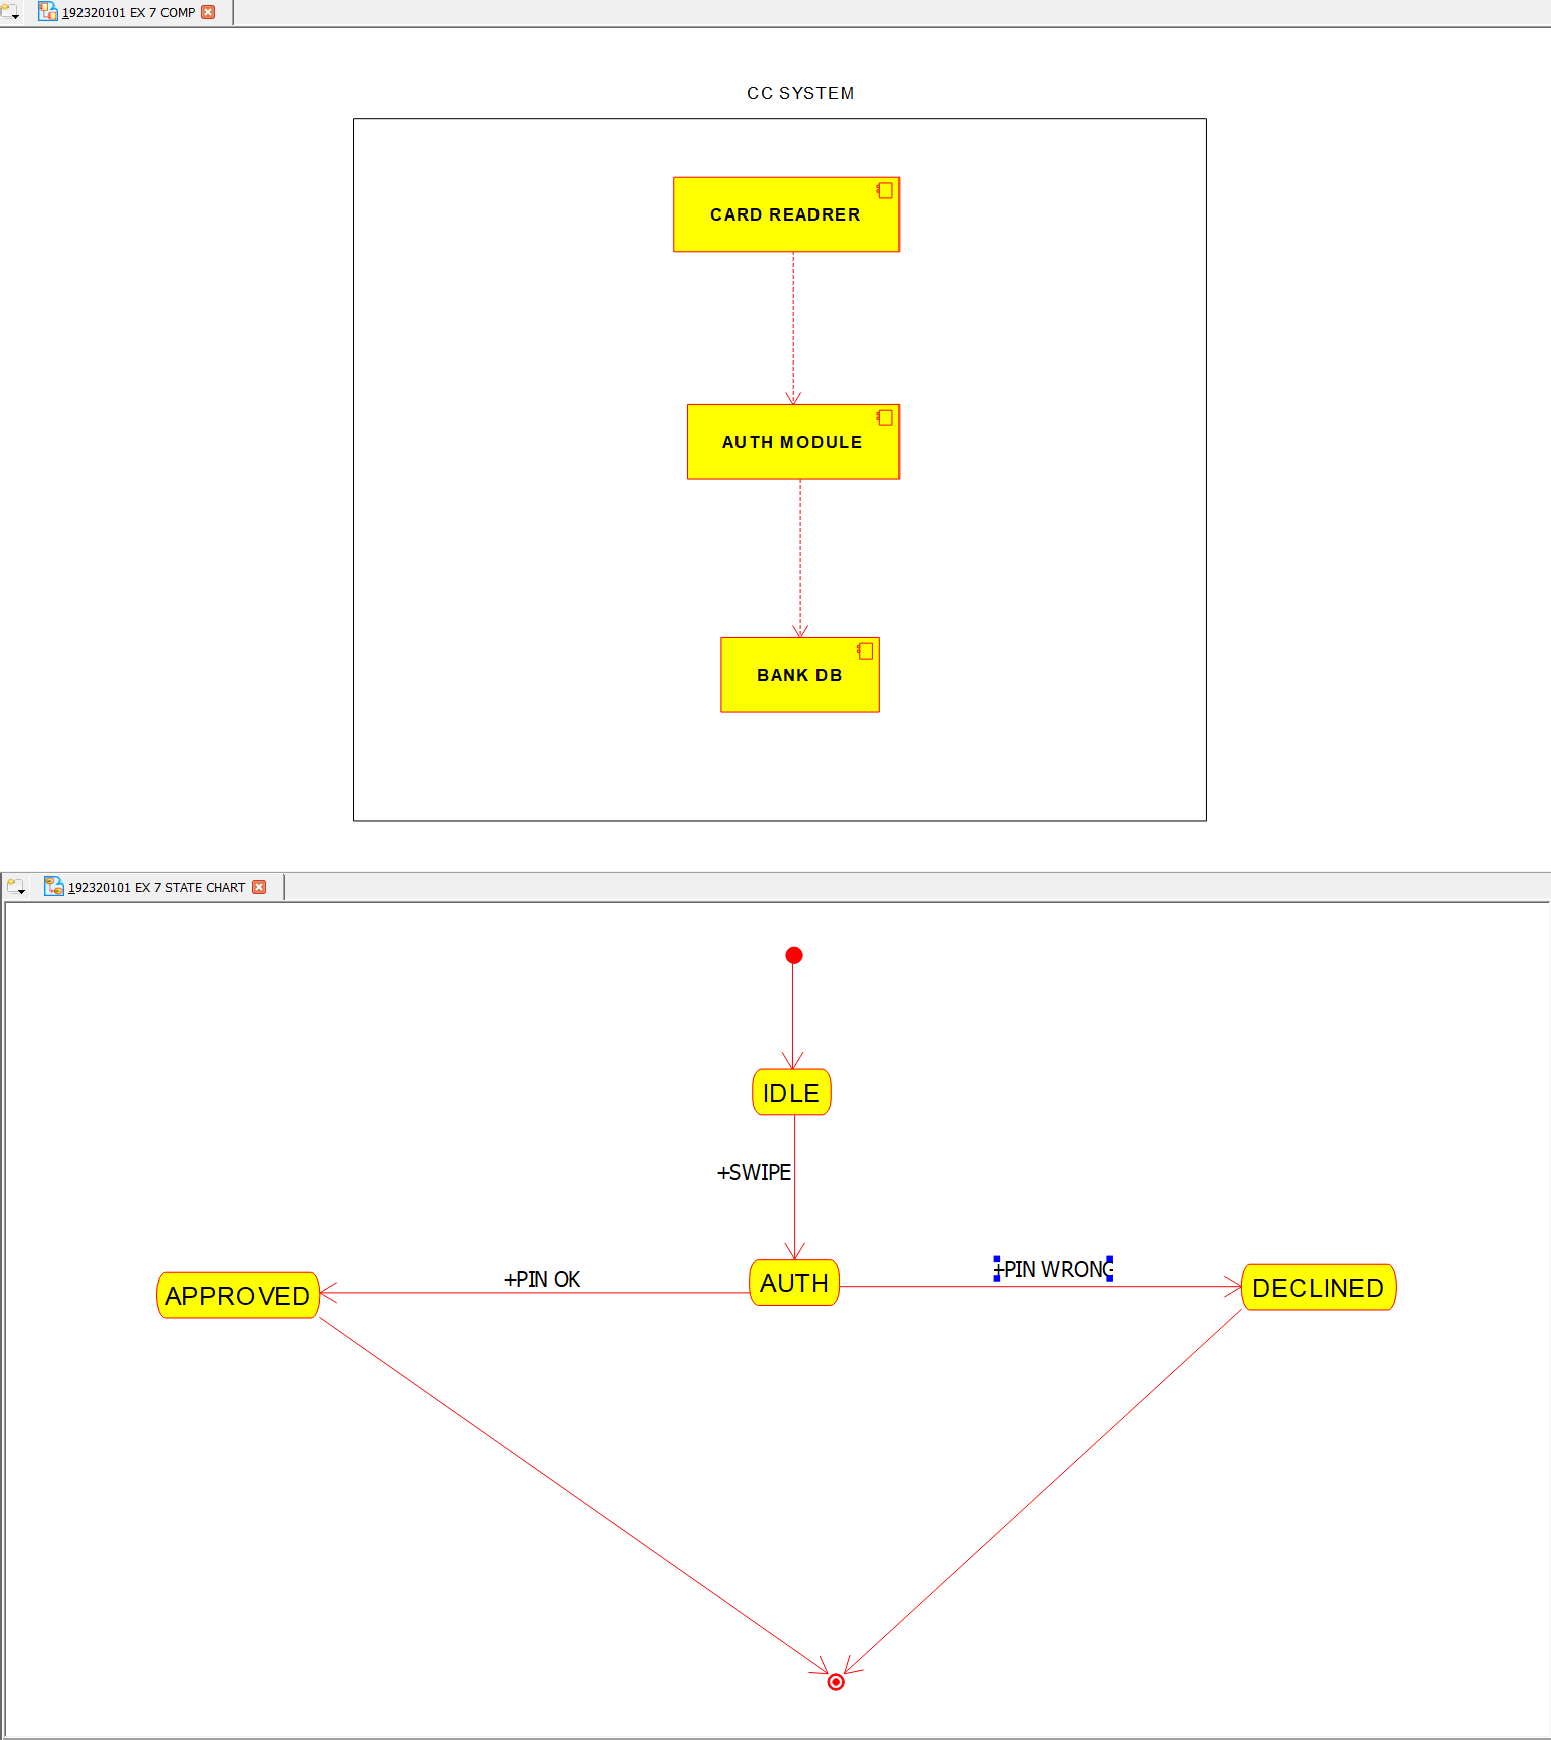 192320101 EX 7 COMP
CC SYSTEM
CARD READRER
AUTH MODULE
BANK DB
192320101 EX 7 STATE CHART
IDLE
+SWIPE
+PIN OK
AUTH
+PIN WRONG
APPROVED
DECLINED